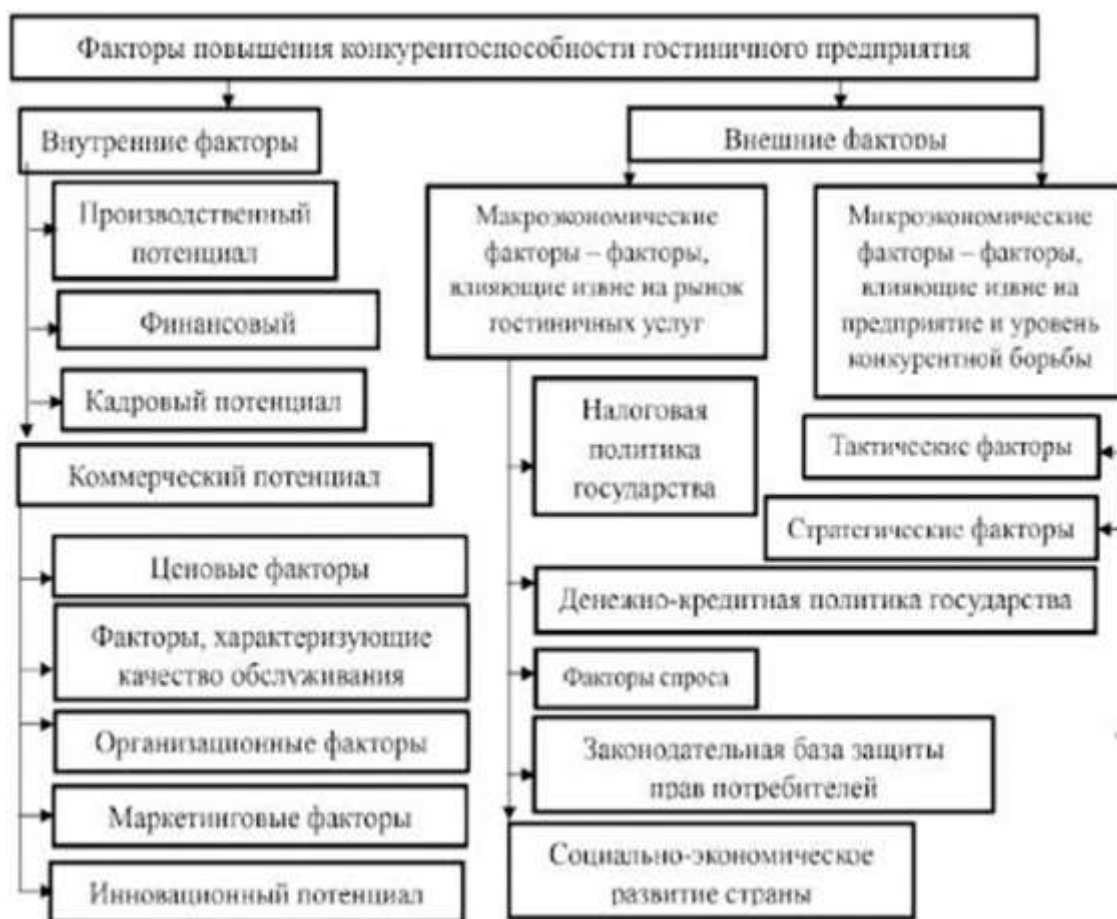 Факторы повышения конкурентоспособности гостиничного предприятия
Внутренние факторы
Производственный
потенциал
Финансовый
Кадровый потенциал
Коммерческий потенциал
Ценовые факторы
Факторы, характеризующие
качество обслуживания
Организационные факторы
Маркетинговые факторы
Инновационный потенциал
Внешние факторы
Макроэкономические
факторы – факторы,
влияющие извне на рынок
гостиничных услуг
Налоговая
политика
государства
Денежно-кредитная политика государства
Факторы спроса
Законодательная база защиты
прав потребителей
Социально-экономическое
развитие страны
Микроэкономические
факторы – факторы,
влияющие извне на
предприятие и уровень
конкурентной борьбы
Тактические факторы
Стратегические факторы